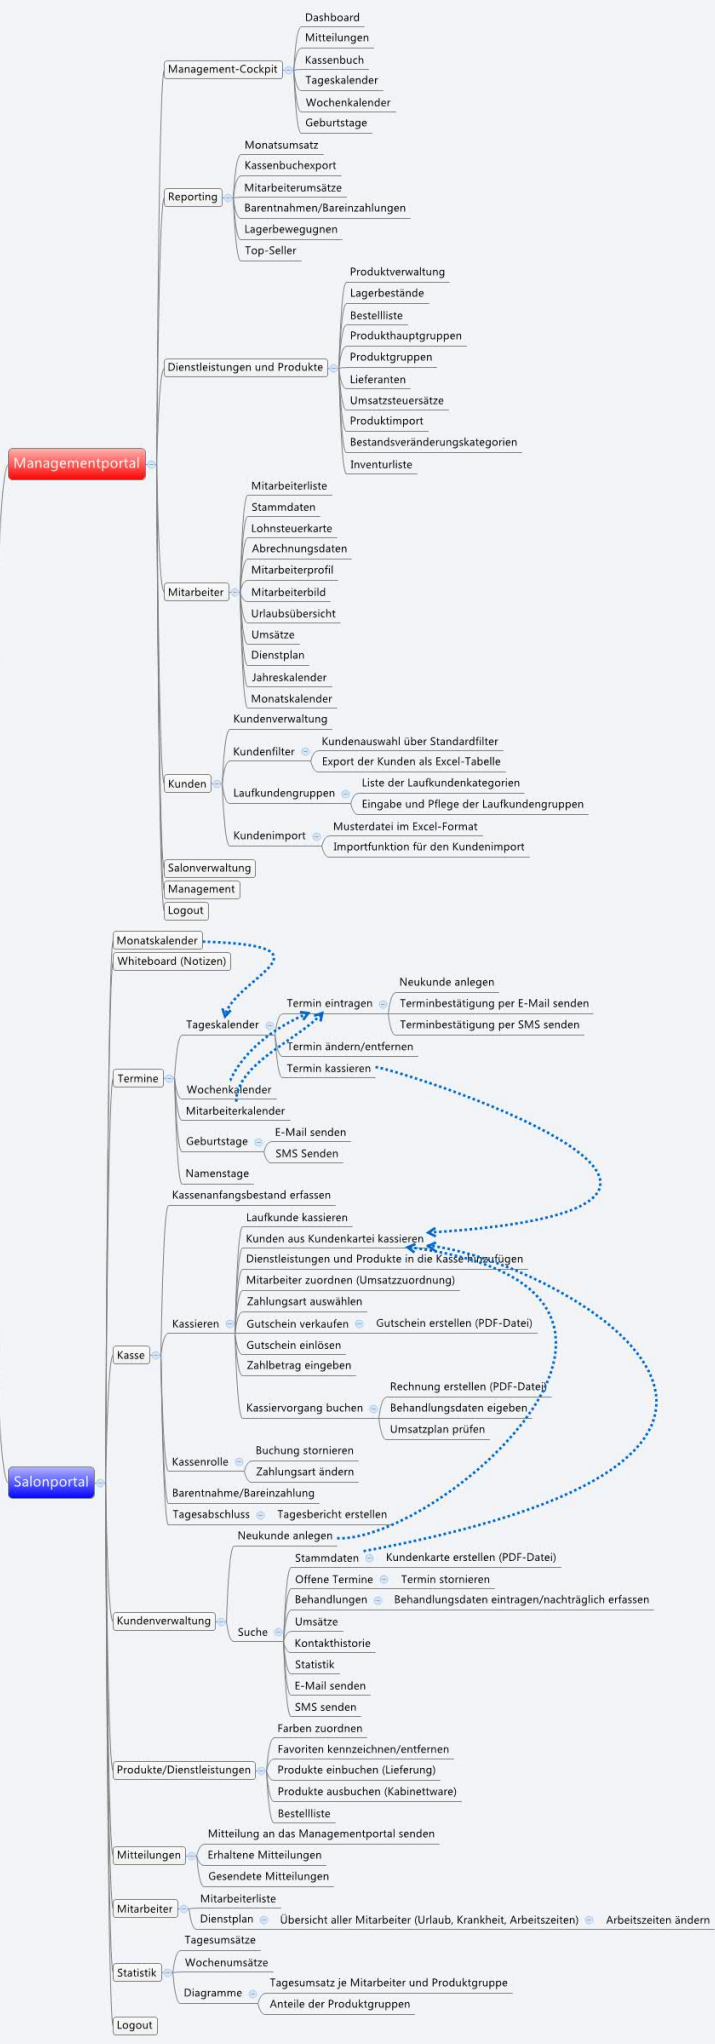 Managementportal
Management-Cockpit
Dashboard
Mitteilungen
Kassenbuch
Tageskalender
Wochenkalender
Geburtstage
Reporting
Monatsumsatz
Kassenbuchexport
Mitarbeiterumsätze
Barentnahmen/Bareinzahlungen
Lagerbewegugnen
Top-Seller
Dienstleistungen und Produkte
Produktverwaltung
Lagerbestände
Bestellliste
Produkthauptgruppen
Produktgruppen
Lieferanten
Umsatzsteuersätze
Produktimport
Bestandsveränderungskategorien
Inventurliste
Mitarbeiter
Mitarbeiterliste
Stammdaten
Lohnsteuerkarte
Abrechnungsdaten
Mitarbeiterprofil
Mitarbeiterbild
Urlaubsübersicht
Umsätze
Dienstplan
Jahreskalender
Monatskalender
Kunden
Kundenverwaltung
Kundenfilter
Kundenauswahl über Standardfilter
Export der Kunden als Excel-Tabelle
Laufkundengruppen
Liste der Laufkundenkategorien
Eingabe und Pflege der Laufkundengruppen
Kundenimport
Musterdatei im Excel-Format
Importfunktion für den Kundenimport
Salonverwaltung
Management
Logout
Salonportal
Monatskalender
Whiteboard (Notizen)
Termine
Tageskalender
Termin eintragen
Neukunde anlegen
Terminbestätigung per E-Mail senden
Terminbestätigung per SMS senden
Termin ändern/entfernen
Termin kassieren
Wochenkalender
Mitarbeiterkalender
Geburtstage
E-Mail senden
SMS Senden
Namenstage
Kasse
Kassenanfangsbestand erfassen
Kassieren
Laufkunde kassieren
Kunden aus Kundenkartei kassieren
Dienstleistungen und Produkte in die Kasse hinzufügen
Mitarbeiter zuordnen (Umsatzzuordnung)
Zahlungsart auswählen
Gutschein verkaufen
Gutschein erstellen (PDF-Datei)
Gutschein einlösen
Zahlbetrag eingeben
Kassiervorgang buchen
Rechnung erstellen (PDF-Datei)
Behandlungsdaten eigeben
Umsatzplan prüfen
Kassenrolle
Buchung stornieren
Zahlungsart ändern
Barentnahme/Bareinzahlung
Tagesabschluss
Tagesbericht erstellen
Kundenverwaltung
Neukunde anlegen
Suche
Stammdaten
Kundenkarte erstellen (PDF-Datei)
Offene Termine
Termin stornieren
Behandlungen
Behandlungsdaten eintragen/nachträglich erfassen
Umsätze
Kontakthistorie
Statistik
E-Mail senden
SMS senden
Produkte/Dienstleistungen
Farben zuordnen
Favoriten kennzeichnen/entfernen
Produkte einbuchen (Lieferung)
Produkte ausbuchen (Kabinettware)
Bestellliste
Mitteilungen
Mitteilung an das Managementportal senden
Erhaltene Mitteilungen
Gesendete Mitteilungen
Mitarbeiter
Mitarbeiterliste
Dienstplan
Übersicht aller Mitarbeiter (Urlaub, Krankheit, Arbeitszeiten)
Arbeitszeiten ändern
Statistik
Tagesumsätze
Wochenumsätze
Diagramme
Tagesumsatz je Mitarbeiter und Produktgruppe
Anteile der Produktgruppen
Logout